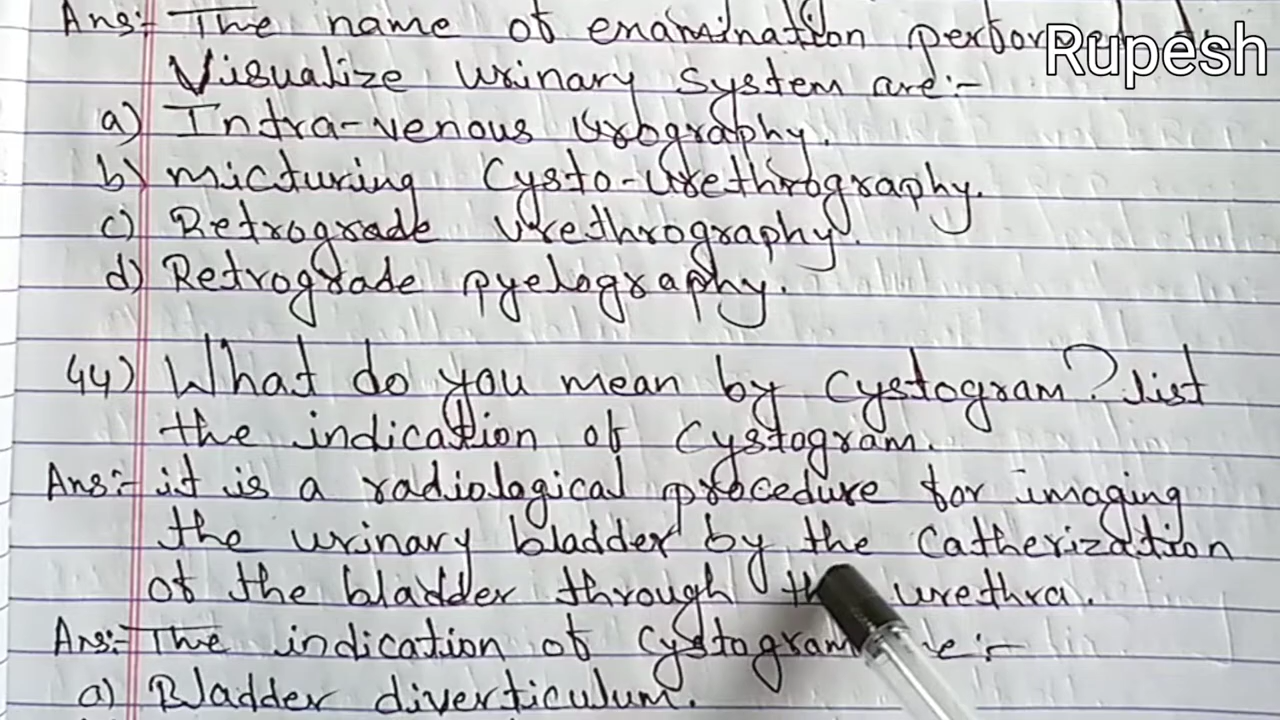 Ans:- The name of examination
Rupesh
Visualize urinary system are:-
a) Intra-venous Urography.
b) micturing Cysto-Urethrography.
c) Retrograde Urethrography.
d) Retrograde pyelography.
44) What do you mean by Cystogram? list
the indication of Cystogram.
Ans:- it is a radiological procedure for imaging
the urinary bladder by the Catherization
of the bladder through urethra.
Ans:- The indication of Cystogram
a) Bladder diverticulum.